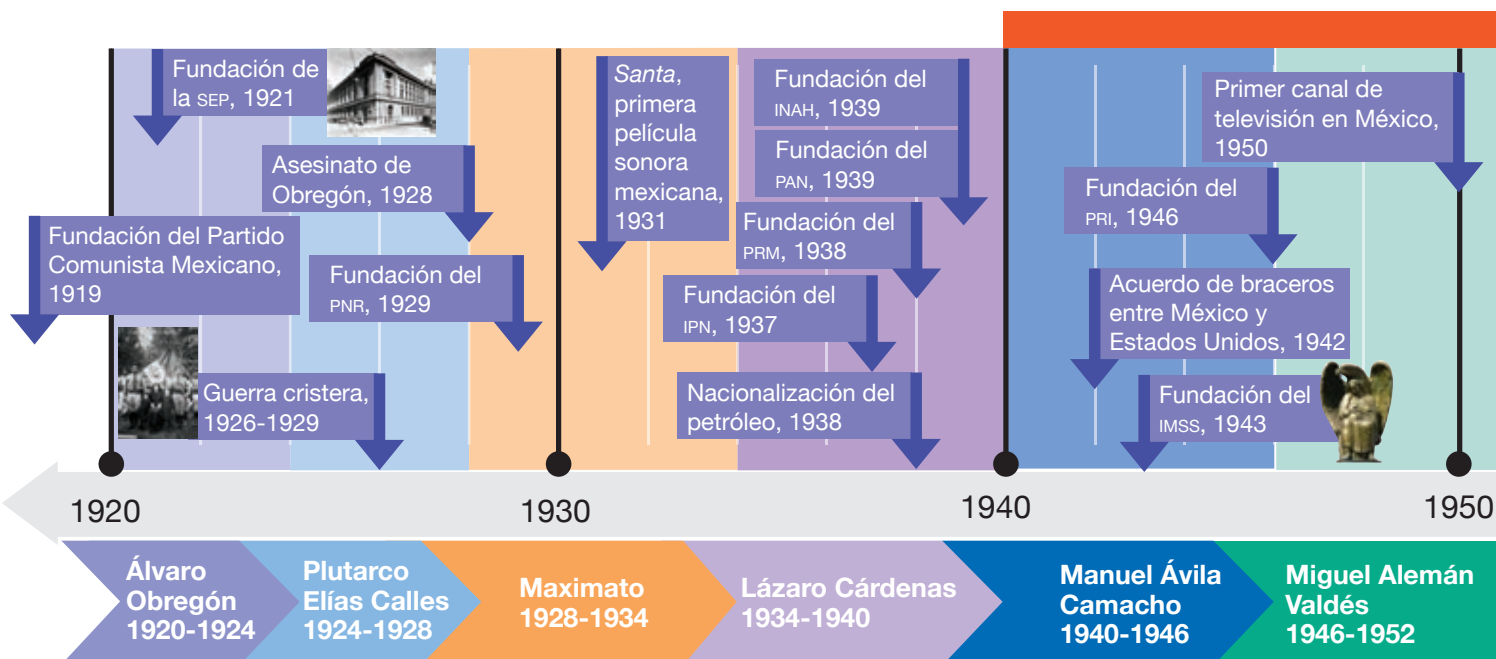 Fundación de
la SEP, 1921
Asesinato de
Obregón, 1928
Fundación del Partido
Comunista Mexicano,
1919
Fundación del
PNR, 1929
Guerra cristera,
1926-1929
Santa,
primera
película
sonora
mexicana,
1931
Fundación del
INAH, 1939
Fundación del
PAN, 1939
Fundación del
PRM, 1938
Fundación del
IPN, 1937
Nacionalización del
petróleo, 1938
Primer canal de
televisión en México,
1950
Fundación del
PRI, 1946
Acuerdo de braceros
entre México y
Estados Unidos, 1942
Fundación del
IMSS, 1943
1920
1930
1940
1950
Álvaro
Obregón
1920-1924
Plutarco
Elías Calles
1924-1928
Maximato
1928-1934
Lázaro Cárdenas
1934-1940
Manuel Ávila
Camacho
1940-1946
Miguel Alemán
Valdés
1946-1952